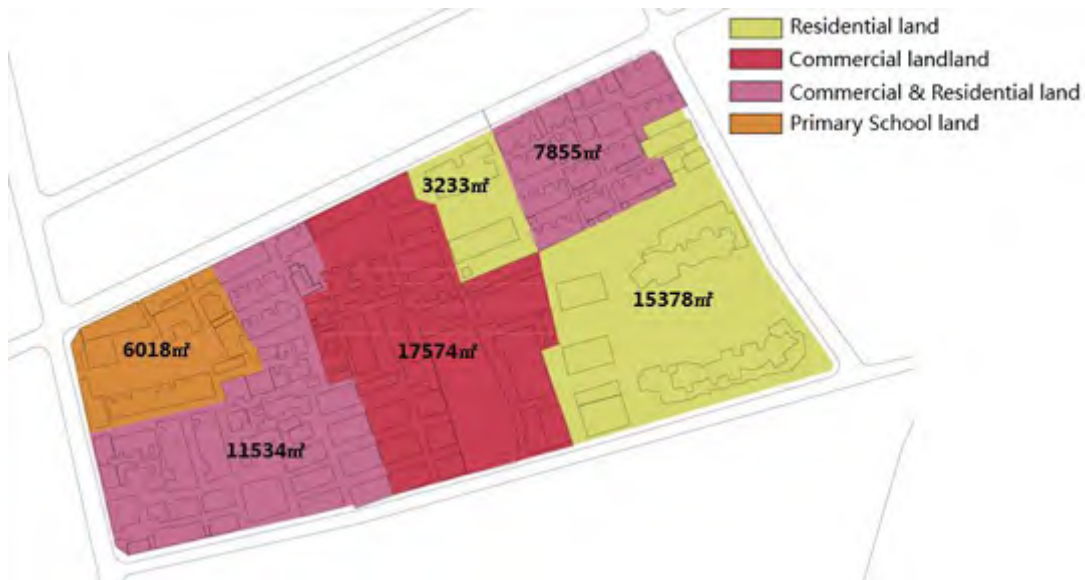 Residential land
Commercial landland
Commercial & Residential land
Primary School land
7855㎡
3233㎡
15378㎡
6018㎡
17574㎡
11534㎡